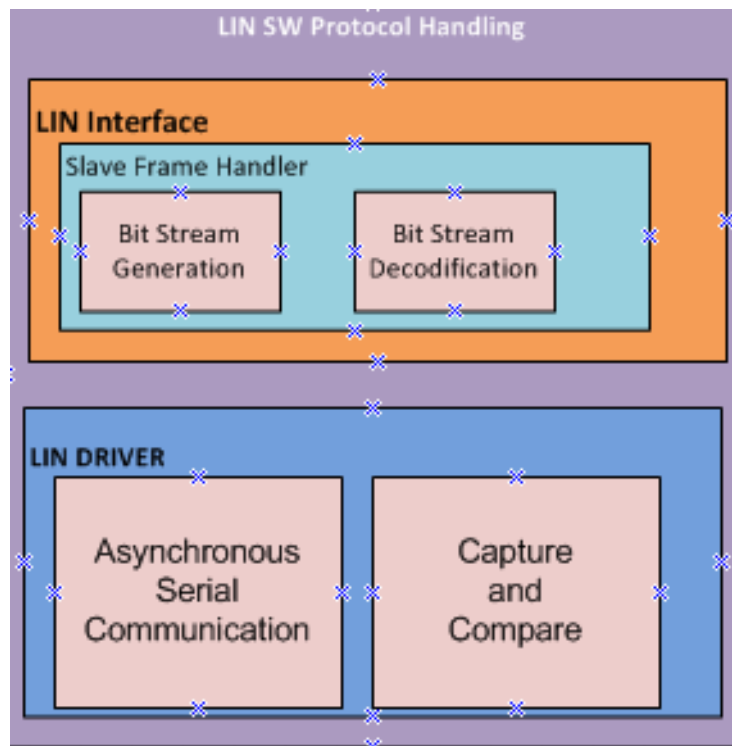 LIN SW Protocol Handling
LIN Interface
Slave Frame Handler
Bit Stream
Generation
Bit Stream
Decodification
LIN DRIVER
Asynchronous
Serial
Communication
Capture
and
Compare